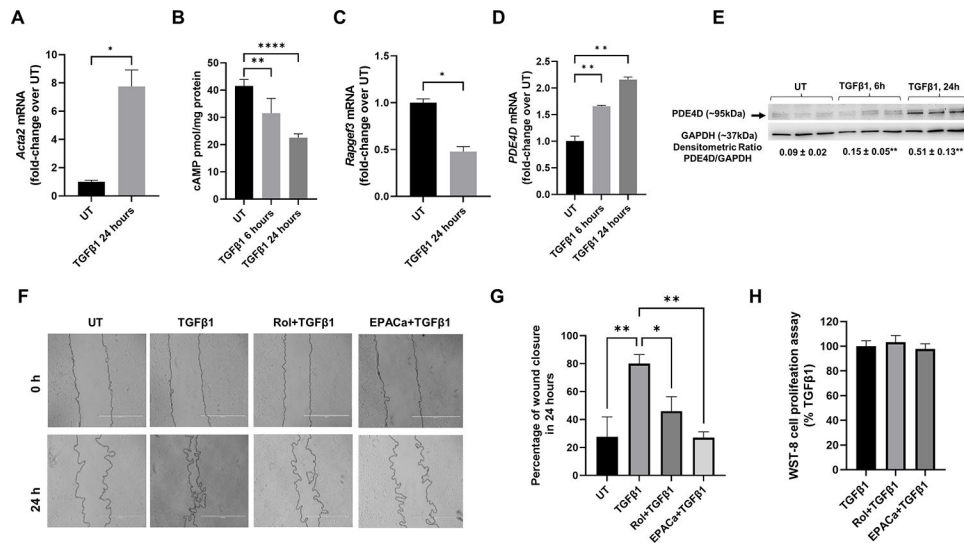 A
Acta2 mRNA
(fold-change over UT)
10
8
6
4
2
0
*
UT
TGFβ1 24 hours
B
cAMP pmol/mg protein
50
40
30
20
10
0
****
**
UT
TGFβ1 6 hours
TGFβ1 24 hours
C
Rapgef3 mRNA
(fold-change over UT)
1.5
1.0
0.5
0.0
*
UT
TGFβ1 24 hours
D
PDE4D mRNA
(fold-change over UT)
2.5
2.0
1.5
1.0
0.5
0.0
**
**
UT
TGFβ1 6 hours
TGFβ1 24 hours
E
UT
TGFβ1, 6h
TGFβ1, 24h
PDE4D (~95kDa)
GAPDH (~37kDa)
Densitometric Ratio
PDE4D/GAPDH
0.09 ± 0.02
0.15 ± 0.05**
0.51 ± 0.13**
F
UT
TGFβ1
Rol+TGFβ1
EPACa+TGFβ1
0 h
24 h
G
Percentage of wound closure
in 24 hours
100
80
60
40
20
0
**
**
*
UT
TGFβ1
Rol+TGFβ1
EPACa+TGFβ1
H
WST-8 cell prolifeation assay
(% TGFβ1)
120
100
80
60
40
20
0
TGFβ1
Rol+TGFβ1
EPACa+TGFβ1